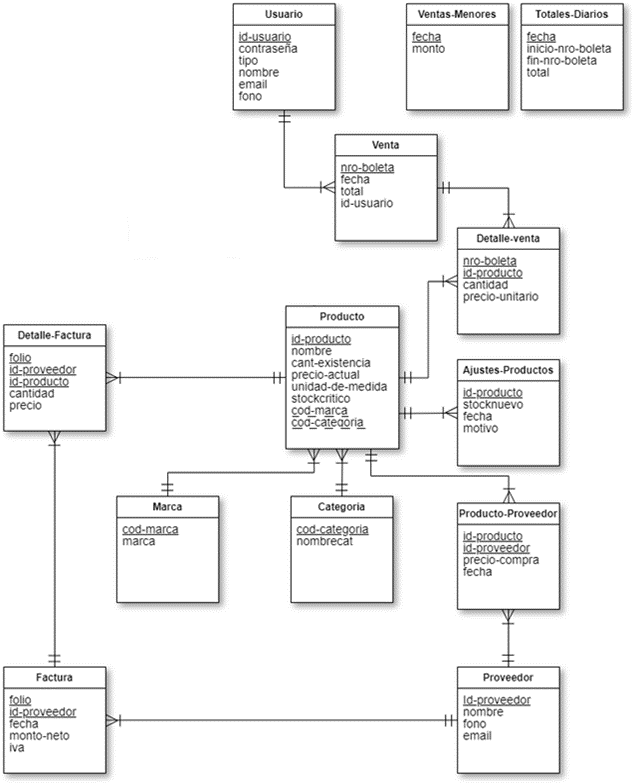 Usuario
id-usuario
contraseña
tipo
nombre
email
fono
Ventas-Menores
fecha
monto
Totales-Diarios
fecha
inicio-nro-boleta
fin-nro-boleta
total
Venta
nro-boleta
fecha
total
id-usuario
Detalle-venta
nro-boleta
id-producto
cantidad
precio-unitario
Producto
id-producto
nombre
cant-existencia
precio-actual
unidad-de-medida
stockcritico
cod-marca
cod-categoria
Detalle-Factura
folio
id-proveedor
id-producto
cantidad
precio
Ajustes-Productos
id-producto
stocknuevo
fecha
motivo
Marca
cod-marca
marca
Categoria
cod-categoria
nombrecat
Producto-Proveedor
id-producto
id-proveedor
precio-compra
fecha
Factura
folio
id-proveedor
fecha
monto-neto
iva
Proveedor
Id-proveedor
nombre
fono
email